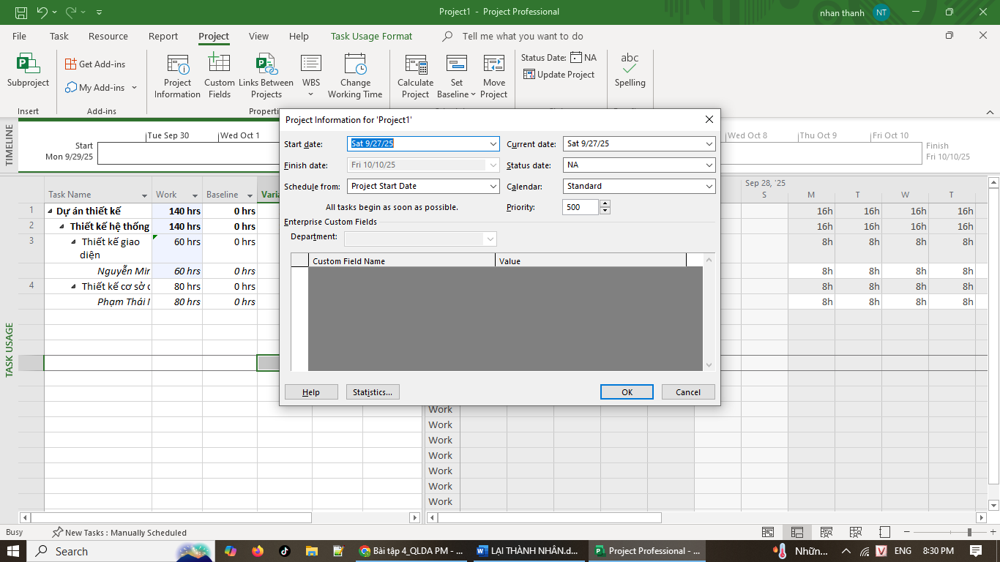 Project1 - Project Professional
nhan thanh NT
File Task Resource Report Project View Help Task Usage Format Tell me what you want to do
Subproject
Insert
Get Add-ins
My Add-ins
Add-ins
Project Information
Custom Fields
Links Between Projects
WBS
Change Working Time
Properti
Calculate Project
Set Baseline
Move Project
Status Date: NA
Update Project
abc
Spelling
TIMELINE
Start
Mon 9/29/25
Tue Sep 30
Wed Oct 1
Wed Oct 8
Thu Oct 9
Fri Oct 10
Finish
Fri 10/10/25
Project Information for 'Project1'
Start date: Sat 9/27/25 Current date: Sat 9/27/25
Finish date: Fri 10/10/25 Status date: NA
Schedule from: Project Start Date Calendar: Standard
All tasks begin as soon as possible. Priority: 500
Enterprise Custom Fields
Department:
Custom Field Name Value
Help Statistics... OK Cancel
TASK USAGE
Task Name Work Baseline Varia
1 Dự án thiết kế 140 hrs 0 hrs
2 Thiết kế hệ thống 140 hrs 0 hrs
3 Thiết kế giao diện 60 hrs 0 hrs
Nguyễn Mir 60 hrs 0 hrs
4 Thiết kế cơ sở 80 hrs 0 hrs
Phạm Thái 80 hrs 0 hrs
Sep 28, '25
S M T W T
16h 16h 16h 16h
16h 16h 16h 16h
8h 8h 8h 8h
8h 8h 8h 8h
8h 8h 8h 8h
8h 8h 8h 8h
Work
Work
Work
Work
Work
Work
Work
Busy New Tasks : Manually Scheduled
Search
Bài tập 4_QLDA PM - ...
LẠI THÀNH NHÂN.d...
Project Professional - ...
Nhữn...
V ENG 8:30 PM